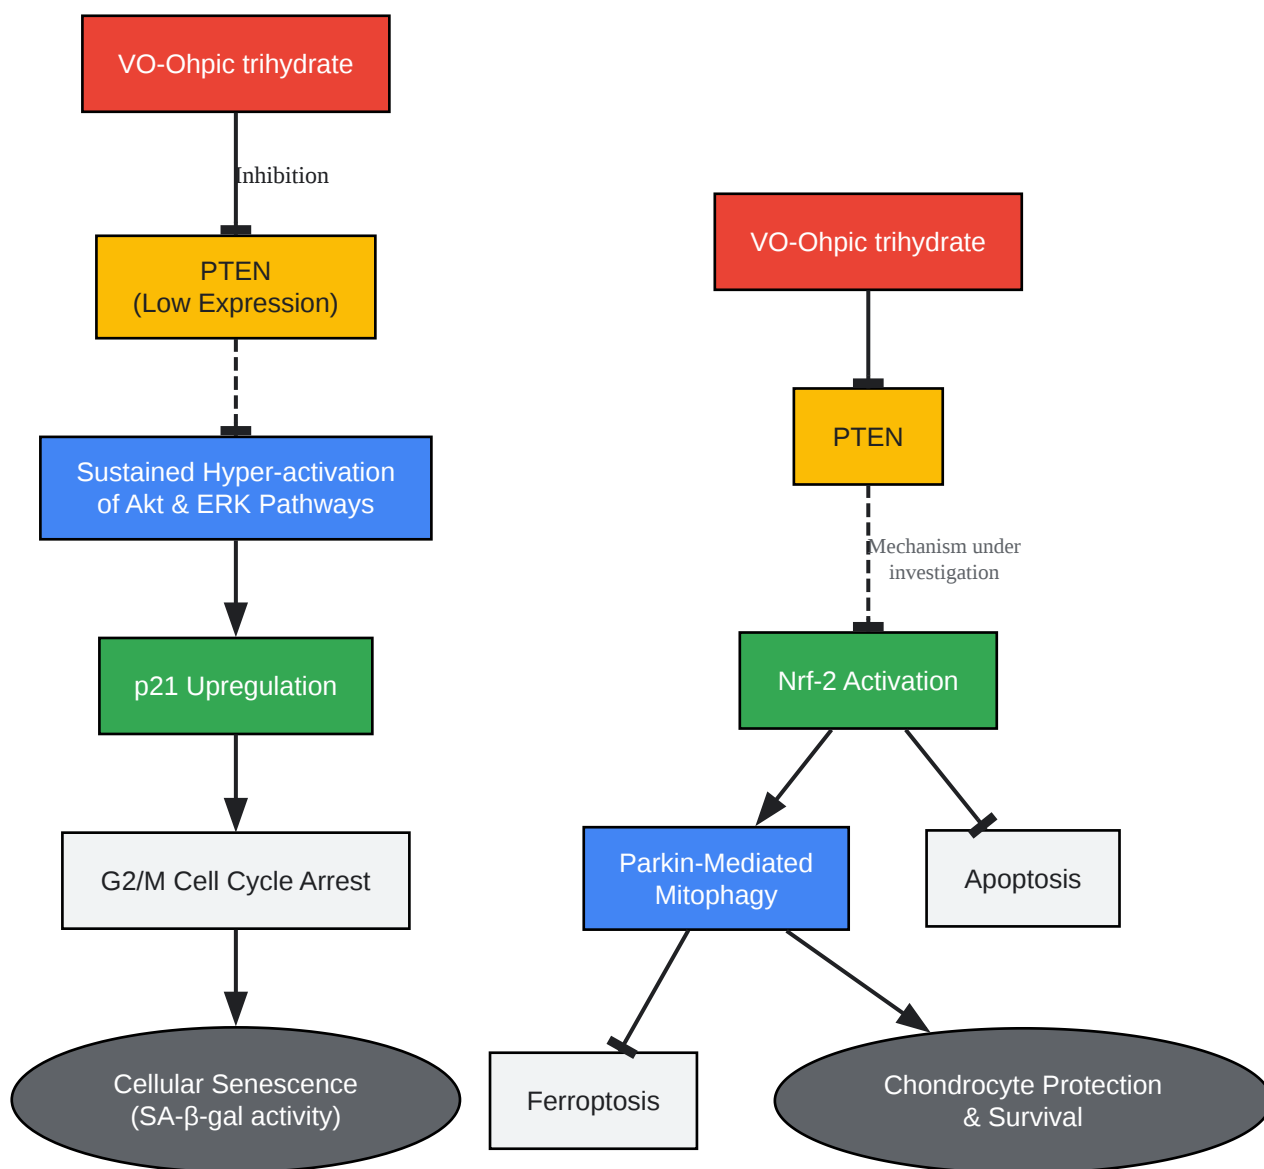 VO-Ohpic trihydrate
Inhibition
PTEN
(Low Expression)
Sustained Hyper-activation
of Akt & ERK Pathways
p21 Upregulation
G2/M Cell Cycle Arrest
Cellular Senescence
(SA-β-gal activity)
VO-Ohpic trihydrate
PTEN
Mechanism under
investigation
Nrf-2 Activation
Parkin-Mediated
Mitophagy
Apoptosis
Ferroptosis
Chondrocyte Protection
& Survival